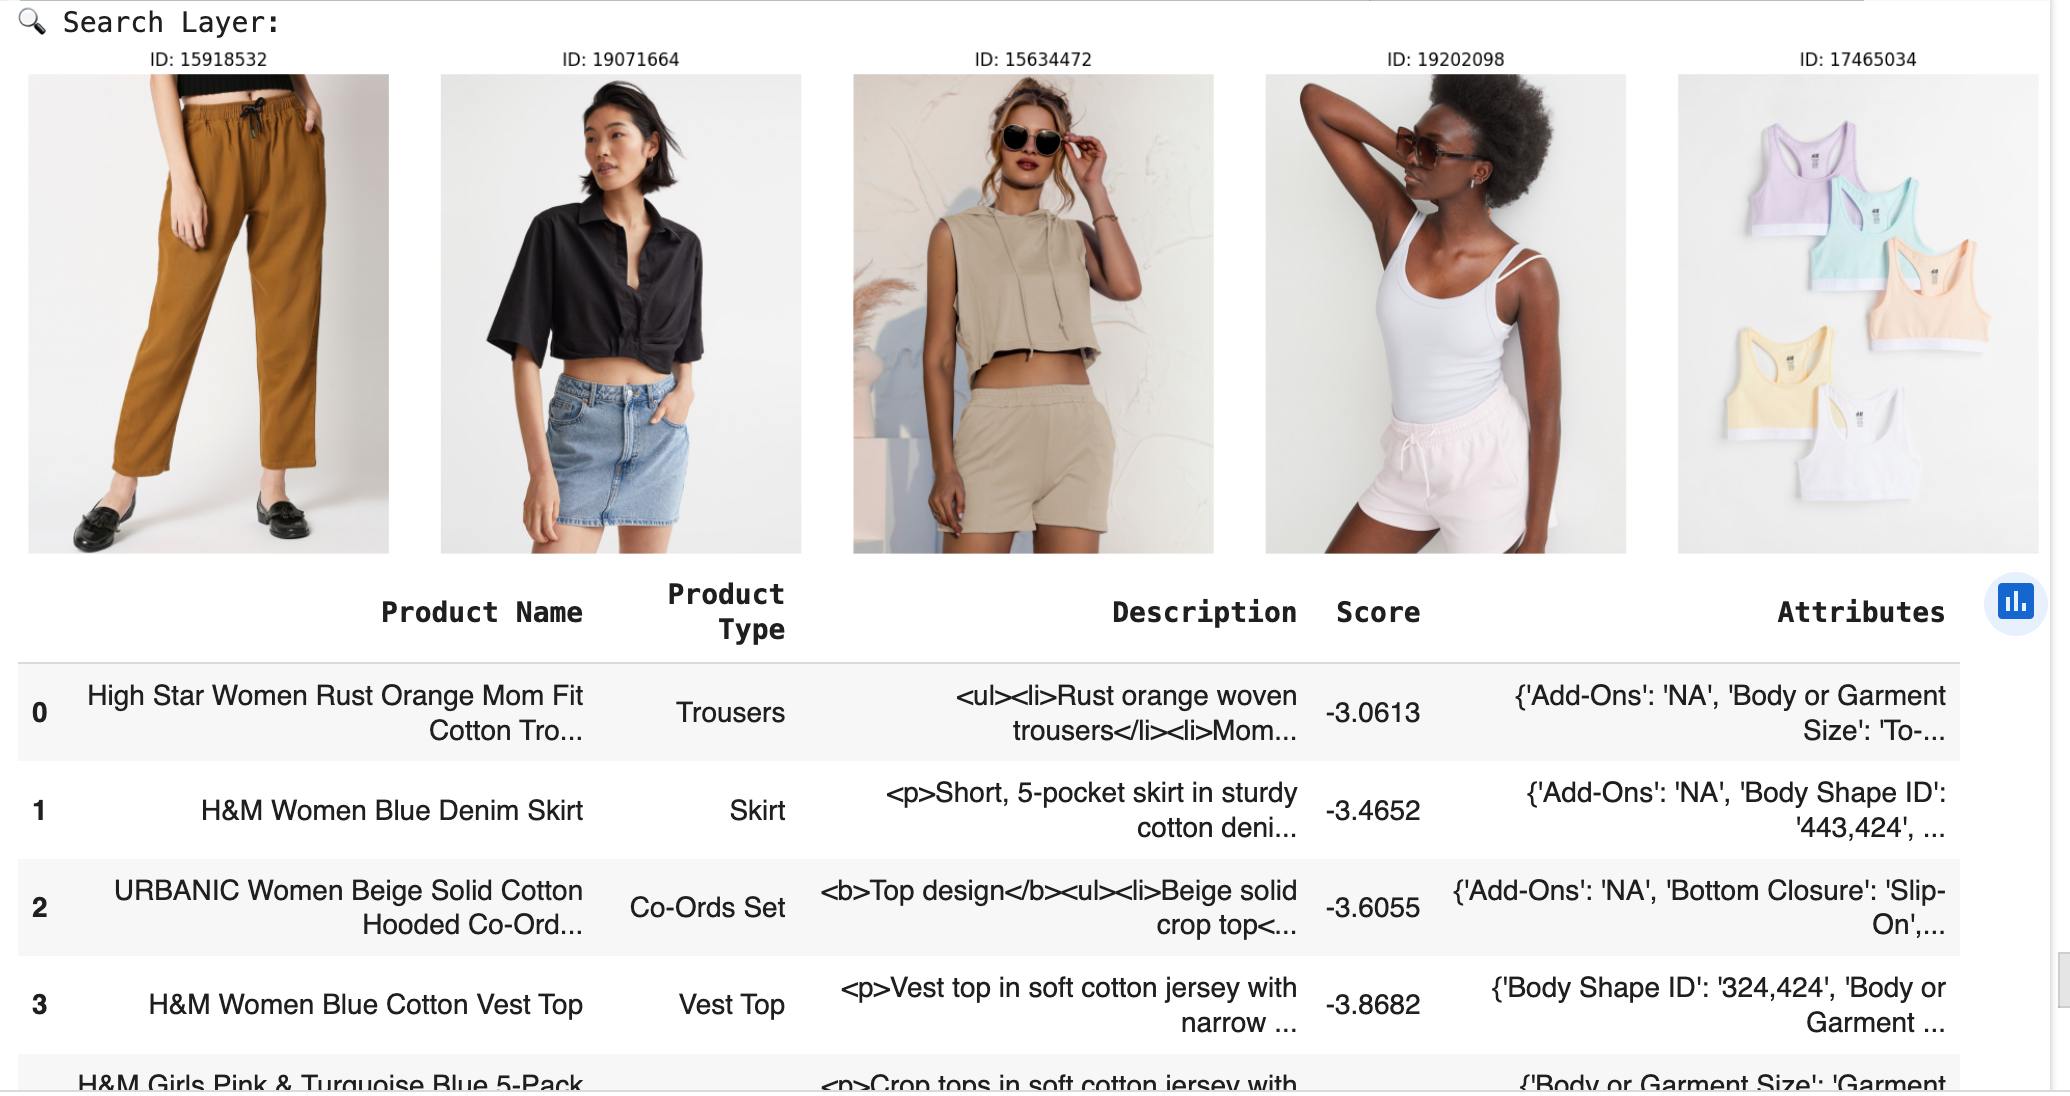 🔍 Search Layer:
ID: 15918532
ID: 19071664
ID: 15634472
ID: 19202098
ID: 17465034
Product Name
Product
Type
Description
Score
Attributes
0
High Star Women Rust Orange Mom Fit
Cotton Tro...
Trousers
<ul><li>Rust orange woven
trousers</li><li>Mom...
-3.0613
{'Add-Ons': 'NA', 'Body or Garment
Size': 'To-...
1
H&M Women Blue Denim Skirt
Skirt
<p>Short, 5-pocket skirt in sturdy
cotton deni...
-3.4652
{'Add-Ons': 'NA', 'Body Shape ID':
'443,424', ...
2
URBANIC Women Beige Solid Cotton
Hooded Co-Ord...
Co-Ords Set
<b>Top design</b><ul><li>Beige solid
crop top<...
-3.6055
{'Add-Ons': 'NA', 'Bottom Closure': 'Slip-
On',...
3
H&M Women Blue Cotton Vest Top
Vest Top
<p>Vest top in soft cotton jersey with
narrow ...
-3.8682
{'Body Shape ID': '324,424', 'Body or
Garment ...
H&M Girls Pink & Turquoise Blue 5-Pack
<p>Crop tops in soft cotton jersey with
{'Body or Garment Size': 'Garment